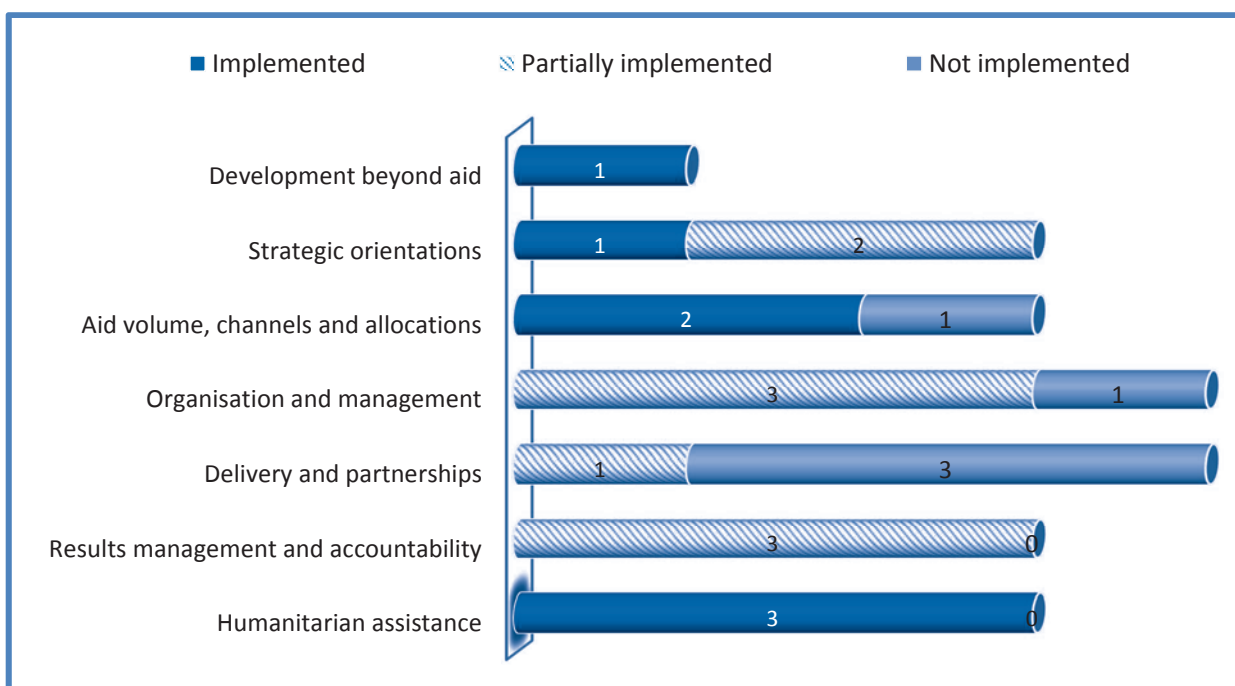 Implemented Partially implemented Not implemented
Development beyond aid 1
Strategic orientations 1 2
Aid volume, channels and allocations 2 1
Organisation and management 3 1
Delivery and partnerships 1 3
Results management and accountability 3 0
Humanitarian assistance 3 0